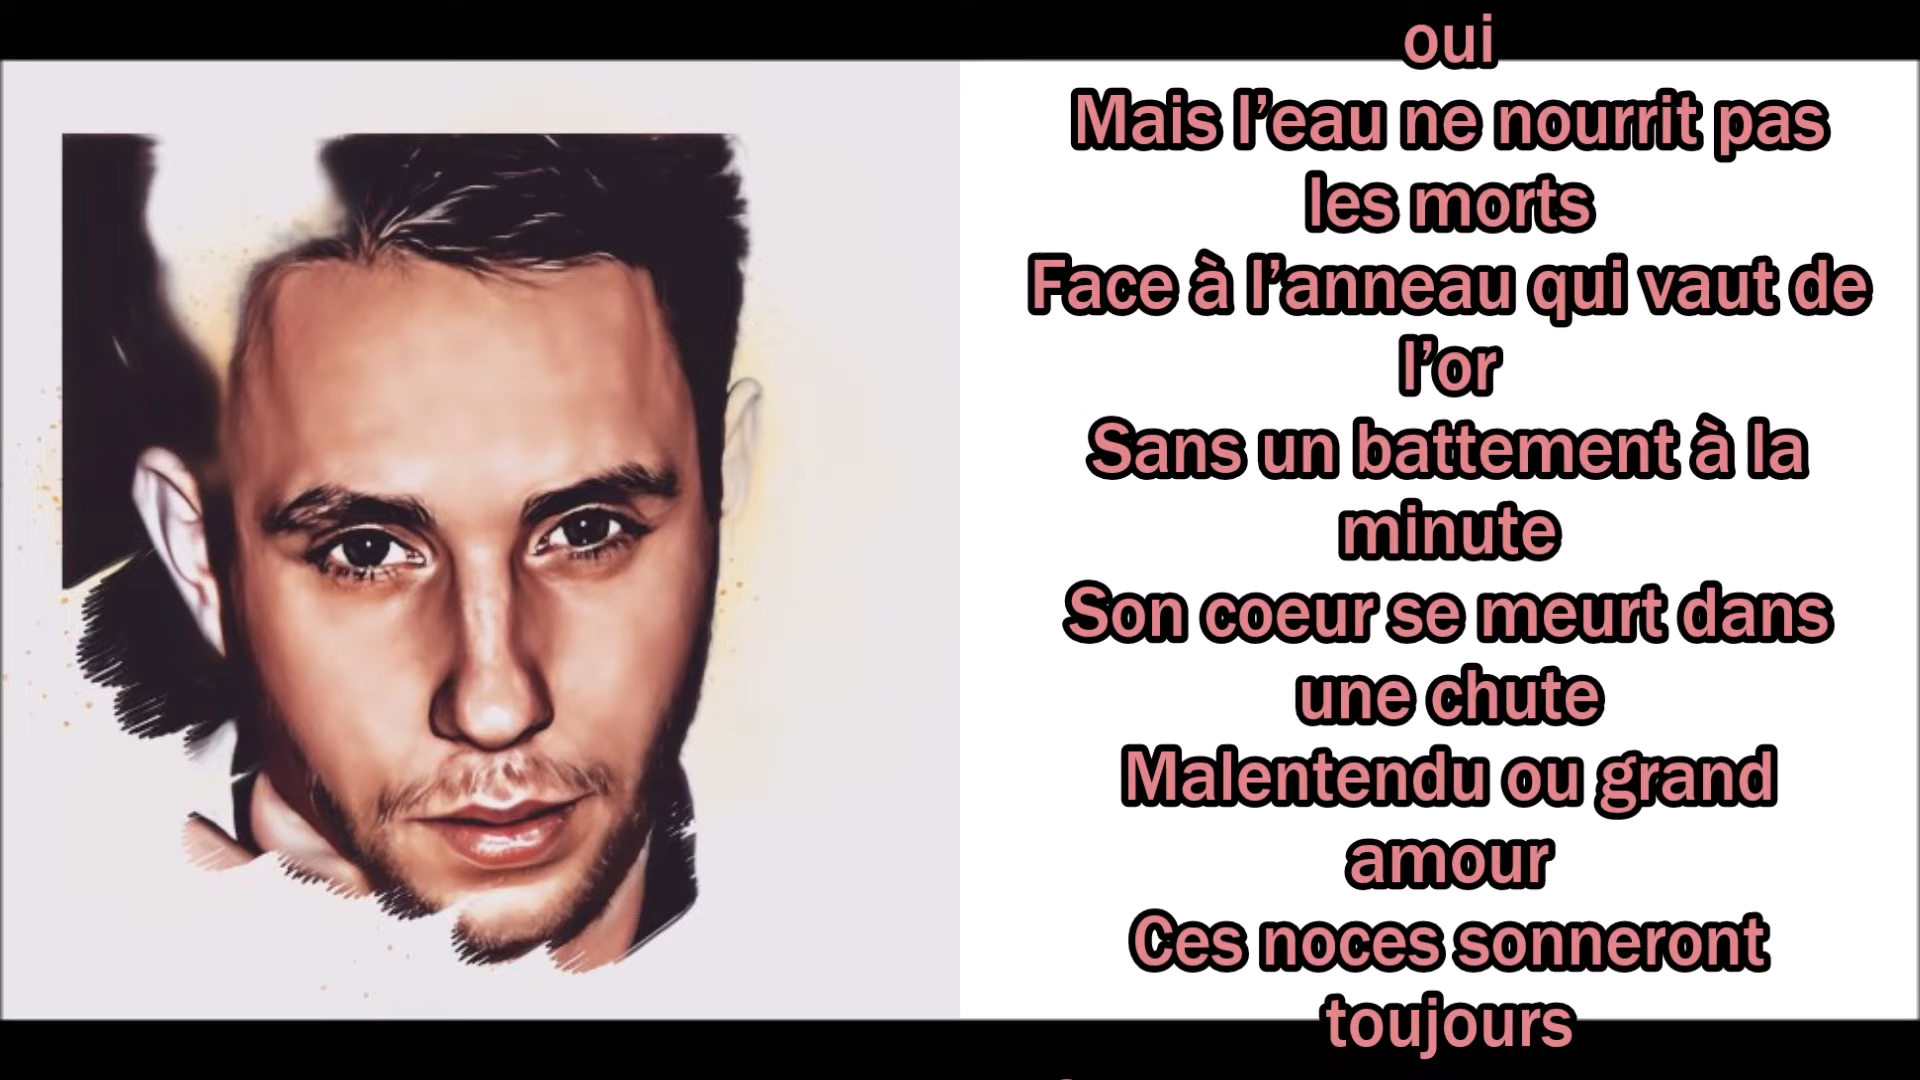 oui
Mais l’eau ne nourrit pas
les morts
Face à l’anneau qui vaut de
l’or
Sans un battement à la
minute
Son coeur se meurt dans
une chute
Malentendu ou grand
amour
Ces noces sonneront
toujours